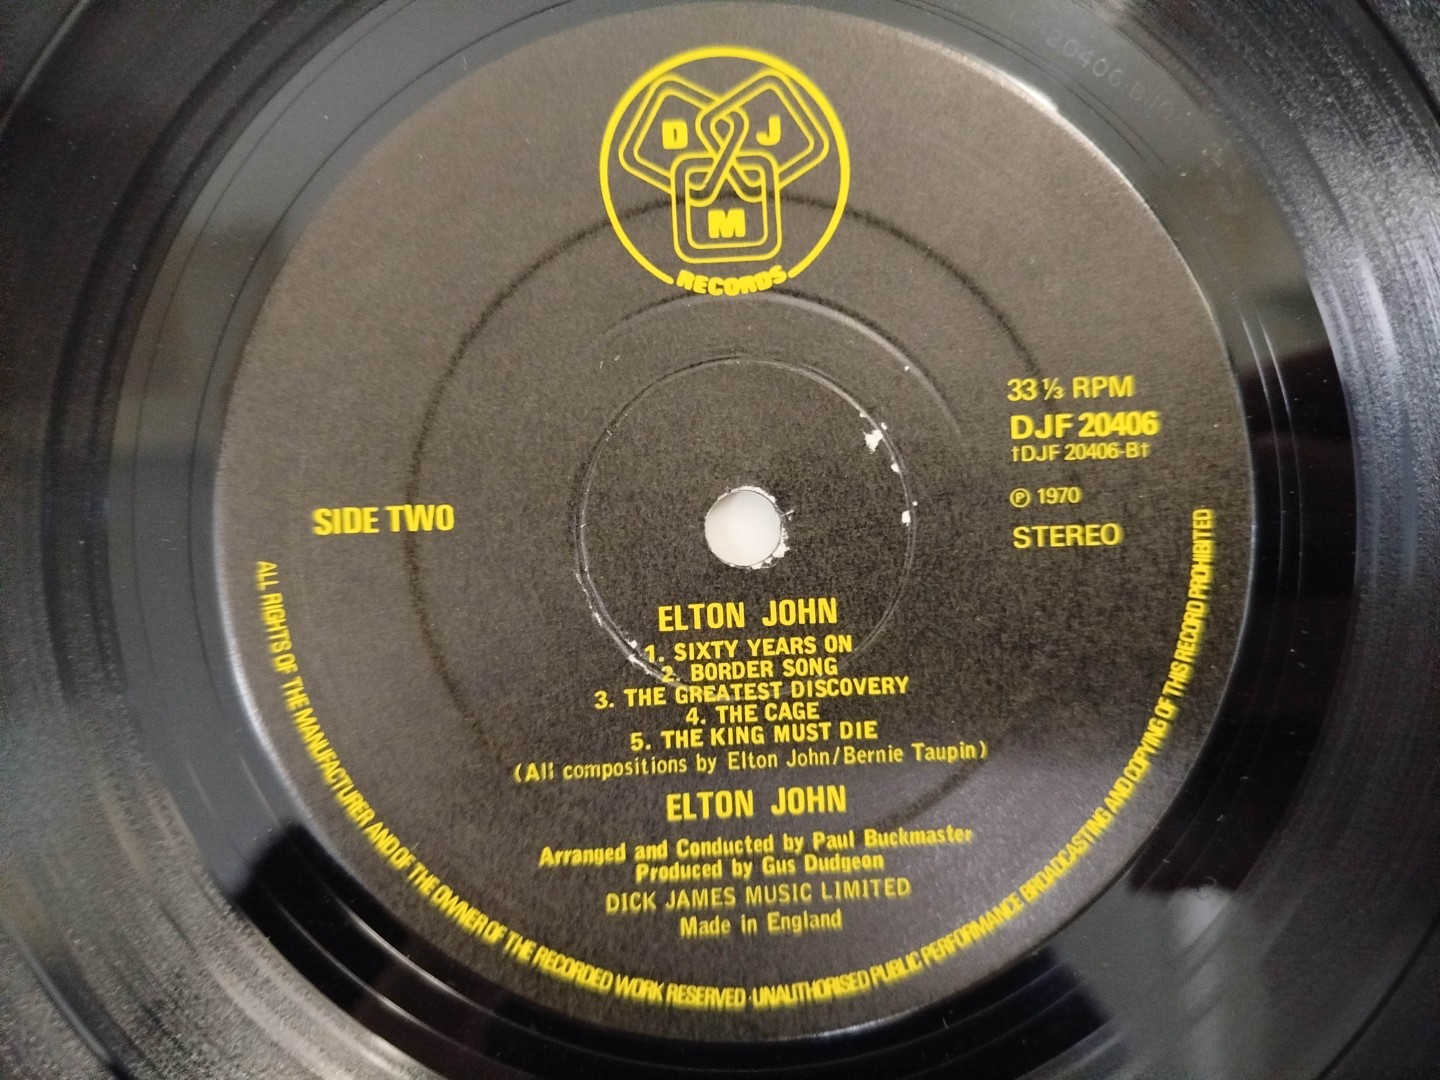 D J
M
RECORDS
33⅓ RPM
DJF 20406
†DJF 20406-B†
℗ 1970
STEREO
SIDE TWO
ELTON JOHN
1. SIXTY YEARS ON
2. BORDER SONG
3. THE GREATEST DISCOVERY
4. THE CAGE
5. THE KING MUST DIE
(All compositions by Elton John/Bernie Taupin)
ELTON JOHN
Arranged and Conducted by Paul Buckmaster
Produced by Gus Dudgeon
DICK JAMES MUSIC LIMITED
Made in England
ALL RIGHTS OF THE MANUFACTURER AND OF THE OWNER OF THE RECORDED WORK RESERVED · UNAUTHORISED PUBLIC PERFORMANCE BROADCASTING AND COPYING OF THIS RECORD PROHIBITED